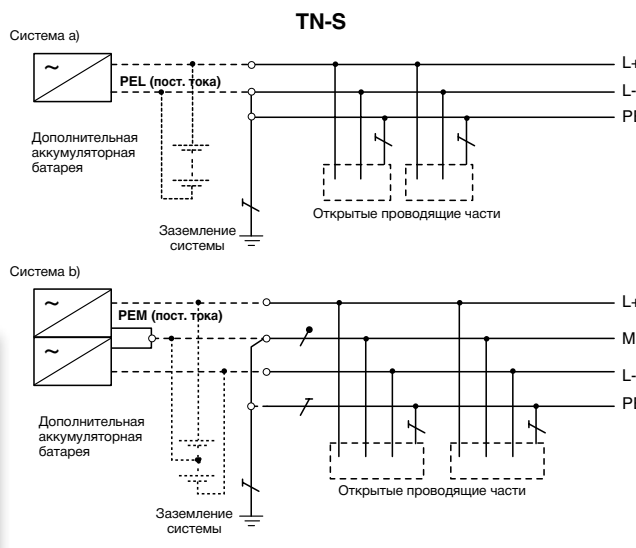 TN-S
Система a)
~
PEL (пост. тока)
L+
L-
PE
Дополнительная
аккумуляторная
батарея
Открытые проводящие части
Заземление
системы
Система b)
~
PEM (пост. тока)
~
L+
M
L-
PE
Дополнительная
аккумуляторная
батарея
Открытые проводящие части
Заземление
системы